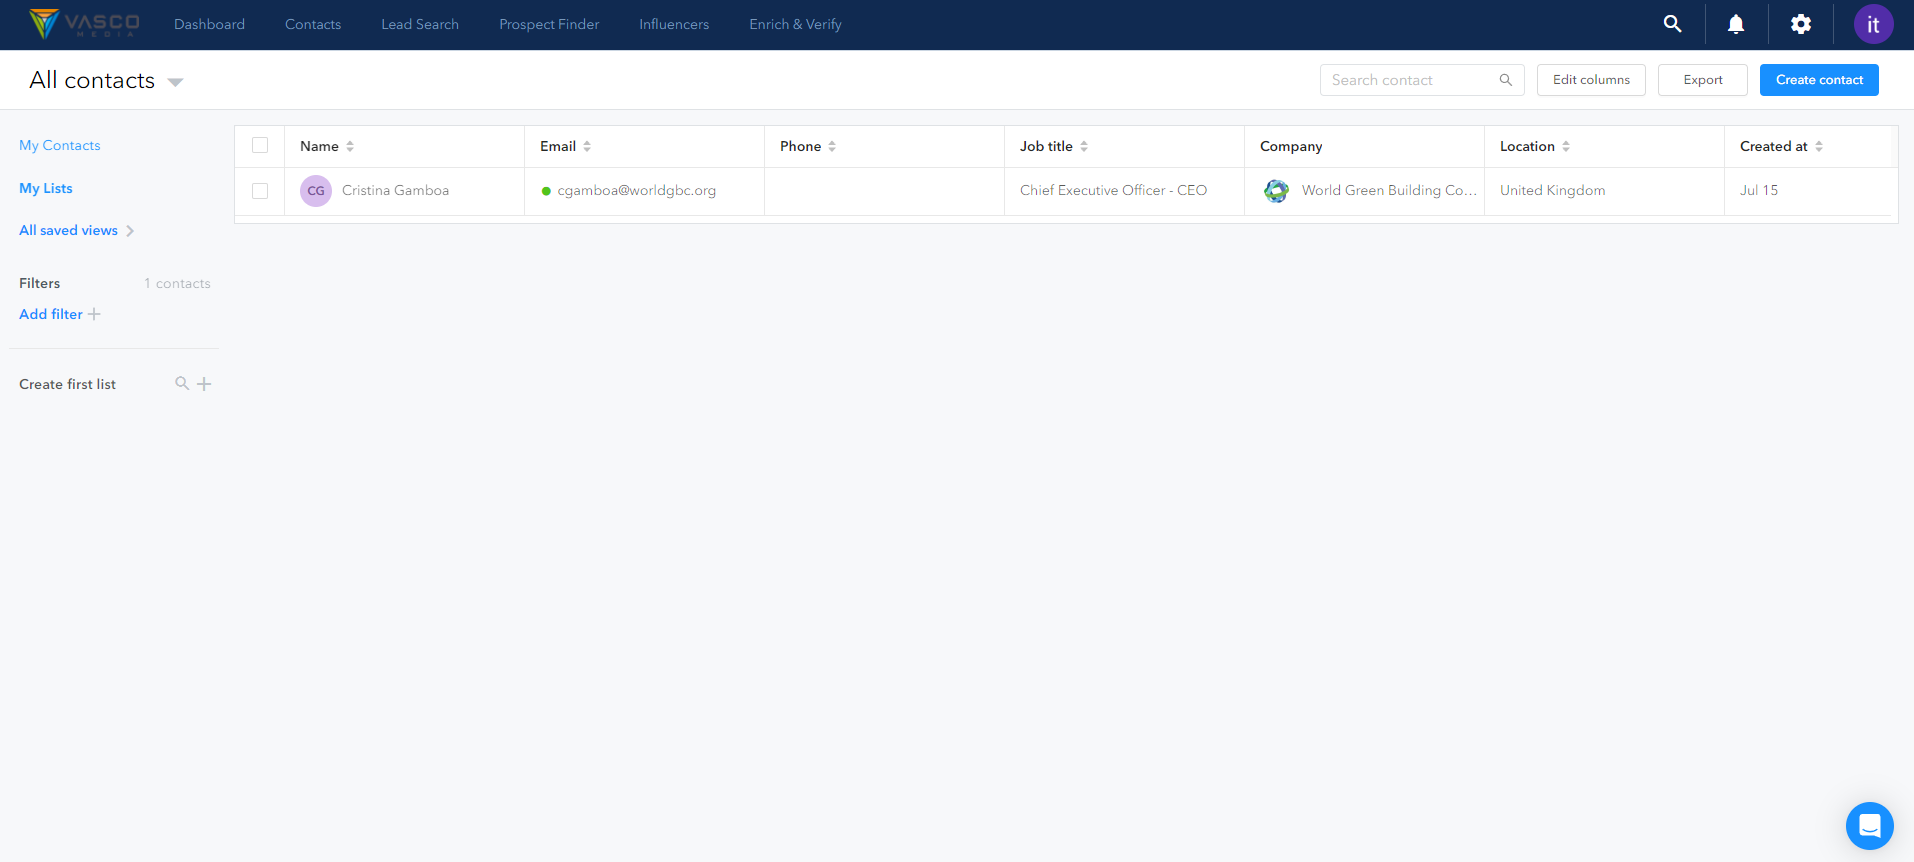 VASCO MEDIA Dashboard Contacts Lead Search Prospect Finder Influencers Enrich & Verify it
All contacts Search contact Edit columns Export Create contact
My Contacts
My Lists
All saved views
Filters 1 contacts
Add filter
Create first list
Name Email Phone Job title Company Location Created at
CG Cristina Gamboa cgamboa@worldgbc.org Chief Executive Officer - CEO World Green Building Co... United Kingdom Jul 15